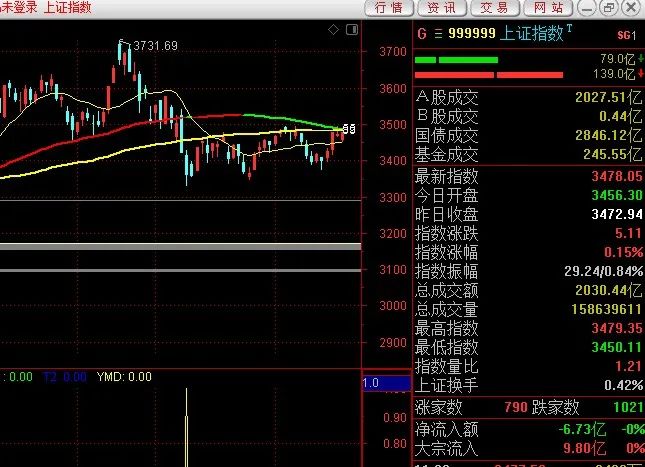 未登录 上证指数
行情 资讯 交易 网站
3731.69
3700
3600
3500
3400
3300
3200
3100
3000
2900
: 0.00 T2 0.00 YMD: 0.00
1.0
0.90
0.80
G 三 999999 上证指数T SG1
79.0亿
139.0亿
A股成交 2027.51亿
B股成交 0.44亿
国债成交 2846.12亿
基金成交 245.55亿
最新指数 3478.05
今日开盘 3456.30
昨日收盘 3472.94
指数涨跌 5.11
指数涨幅 0.15%
指数振幅 29.24/0.84%
总成交额 2030.44亿
总成交量 158639611
最高指数 3479.35
最低指数 3450.11
指数量比 1.21
上证换手 0.42%
涨家数 790 跌家数 1021
净流入额 -6.73亿 -0%
大宗流入 9.80亿 0%